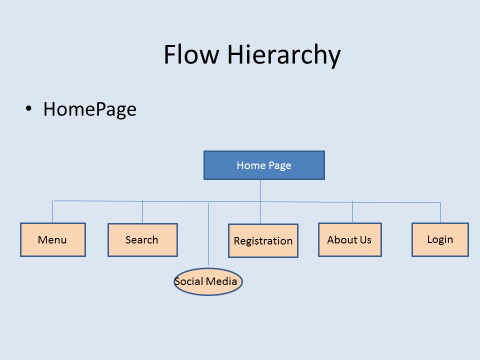 Flow Hierarchy
• HomePage
Home Page
Menu
Search
Registration
About Us
Login
Social Media